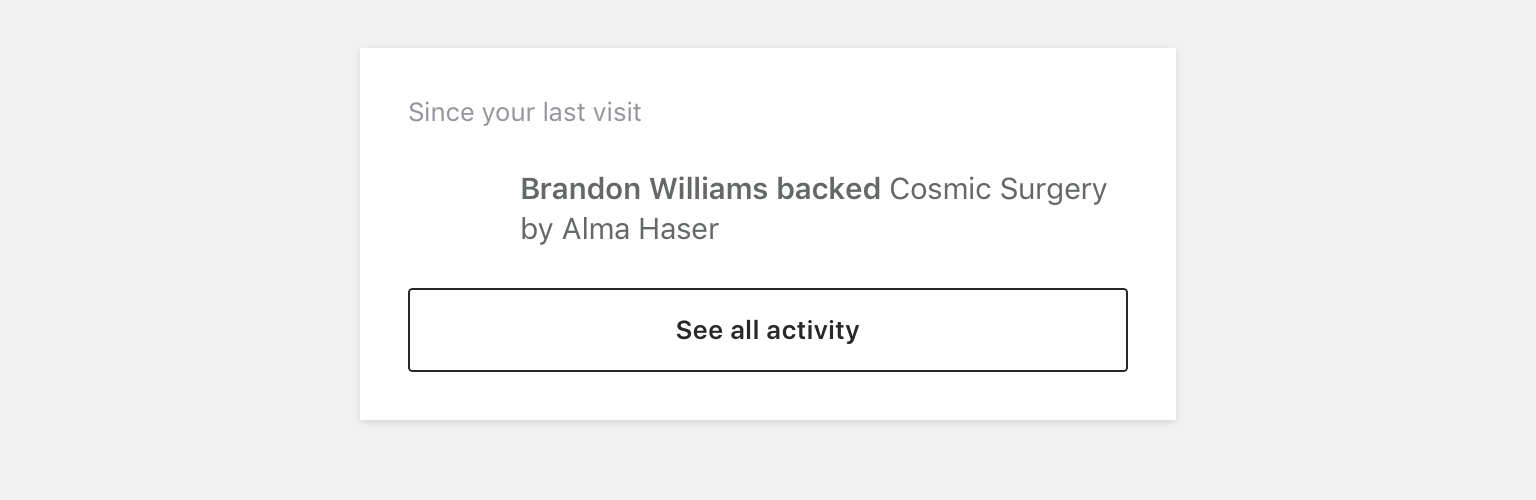 Since your last visit
Brandon Williams backed Cosmic Surgery
by Alma Haser
See all activity